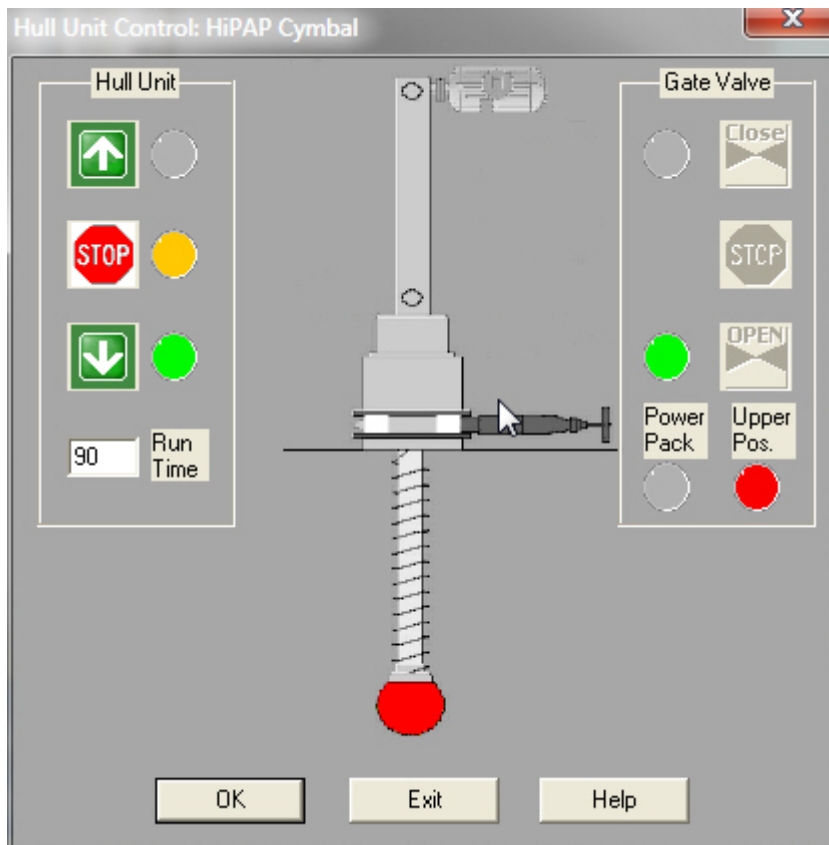 Hull Unit Control: HiPAP Cymbal
x
Hull Unit
STOP
90
Run
Time
Gate Valve
Close
STOP
OPEN
Power
Pack
Upper
Pos.
OK
Exit
Help